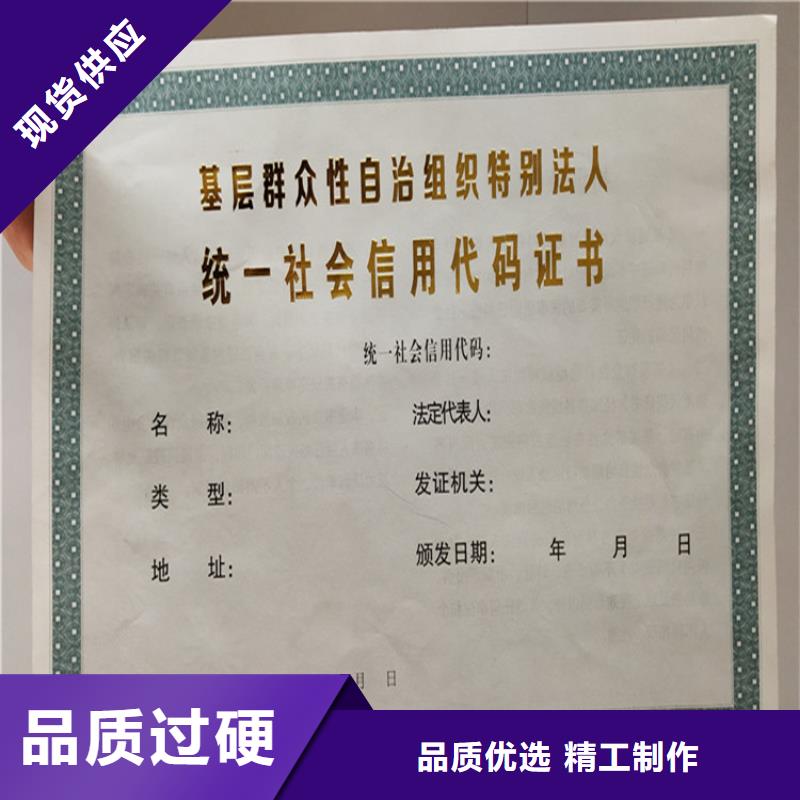 现货供应
基层群众性自治组织特别法人
统一社会信用代码证书
统一社会信用代码:
名 称:
法定代表人:
类 型:
发证机关:
地 址:
颁发日期: 年 月 日
月 日
品质过硬
品质优选 精工制作